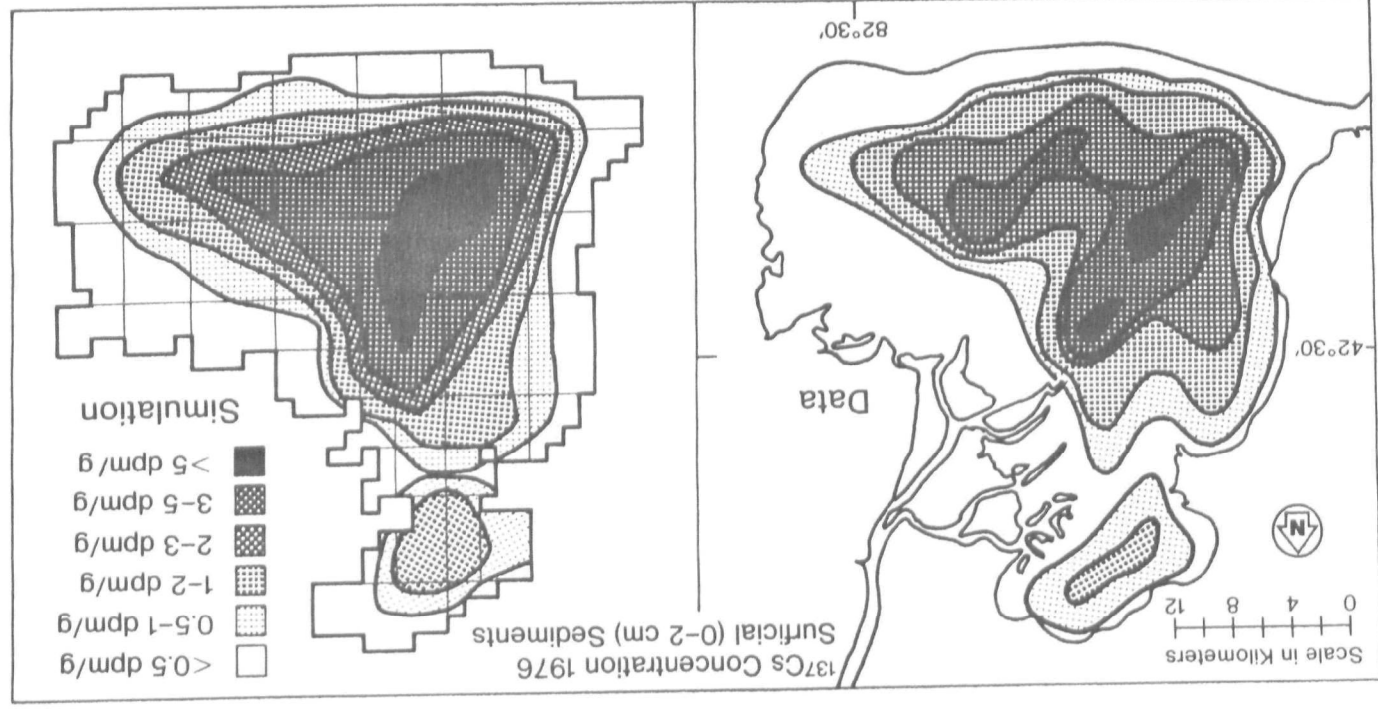 Scale in Kilometers
0 4 8 12
N
137Cs Concentration 1976
Surficial (0–2 cm) Sediments
<0.5 dpm/g
0.5–1 dpm/g
1–2 dpm/g
2–3 dpm/g
3–5 dpm/g
>5 dpm/g
Simulation
Data
42°30′
82°30′